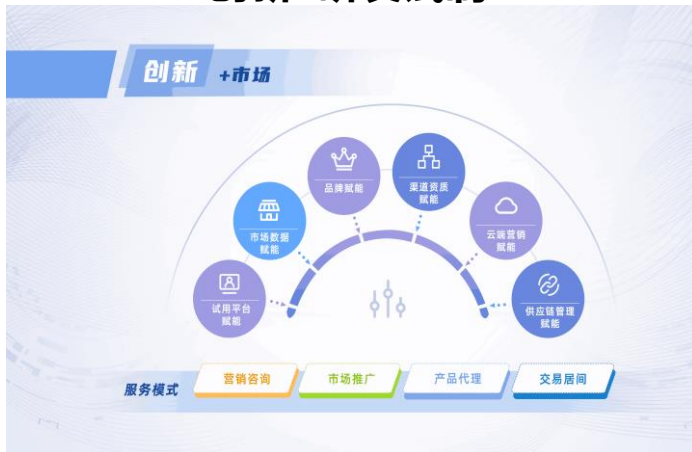 创新 +市场
品牌赋能
渠道资质
赋能
市场数据
赋能
云端营销
赋能
试用平台
赋能
供应链管理
赋能
服务模式 营销咨询 市场推广 产品代理 交易居间